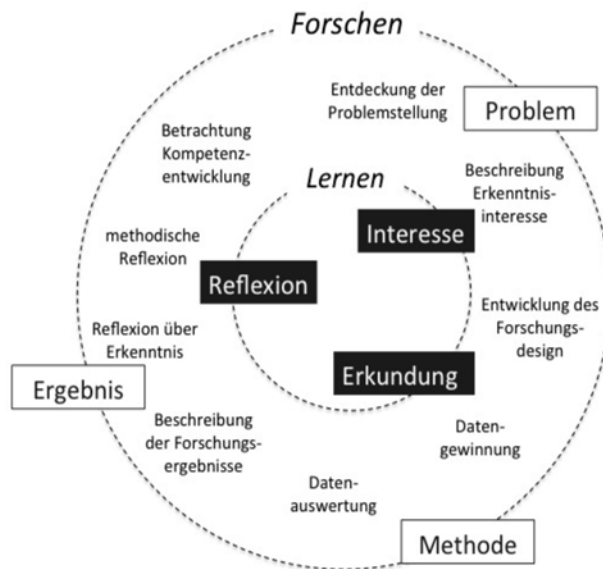 Forschen
Entdeckung der
Problemstellung
Problem
Betrachtung
Kompetenz-
entwicklung
Lernen
Beschreibung
Erkenntnis-
interesse
Interesse
methodische
Reflexion
Reflexion
Entwicklung des
Forschungs-
design
Reflexion über
Erkenntnis
Erkundung
Ergebnis
Beschreibung
der Forschungs-
ergebnisse
Daten-
gewinnung
Daten-
auswertung
Methode